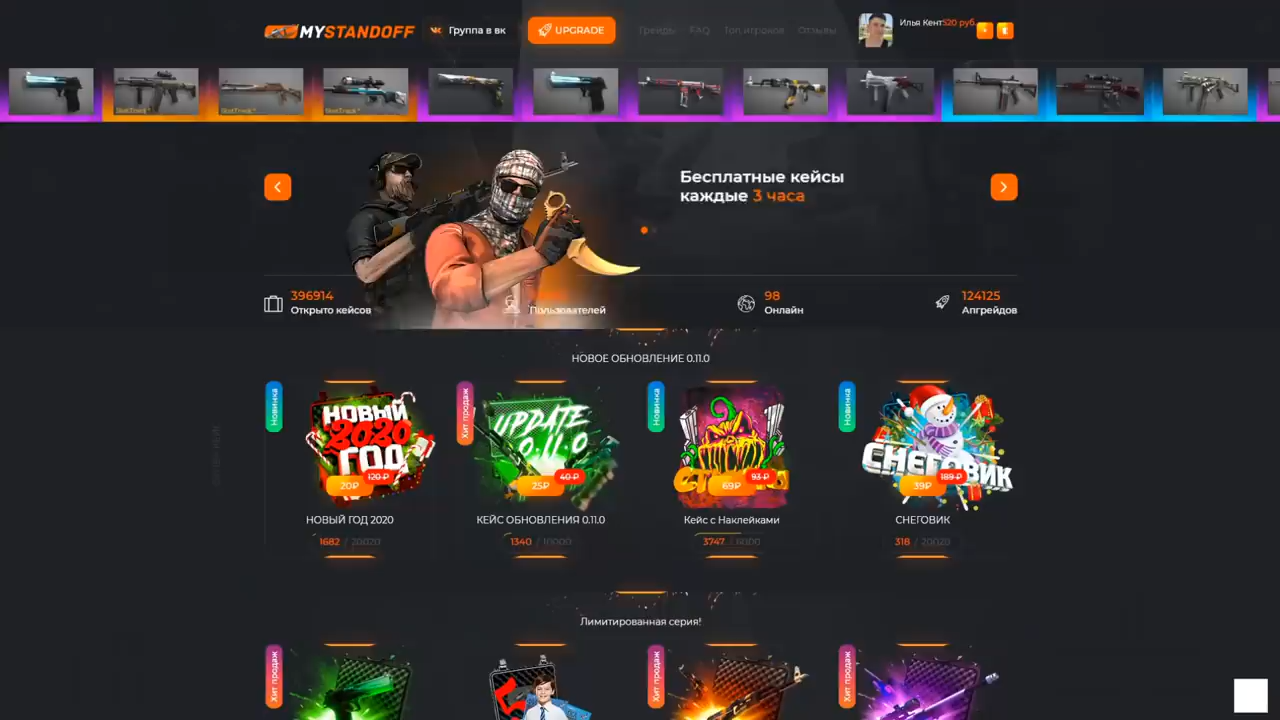 MYSTANDOFF
Группа в вк
UPGRADE
Грейды
FAQ
Топ игроков
Отзывы
Илья Кент 520 руб.
Бесплатные кейсы
каждые 3 часа
396914
Открыто кейсов
Пользователей
98
Онлайн
124125
Апгрейдов
НОВОЕ ОБНОВЛЕНИЕ 0.11.0
Новинка
НОВЫЙ
2020
ГОД
120 ₽
20₽
НОВЫЙ ГОД 2020
1682 / 20020
Хит продаж
UPDATE
0.11.0
40 ₽
25₽
КЕЙС ОБНОВЛЕНИЯ 0.11.0
1340 / 10000
Новинка
93 ₽
69₽
Кейс с Наклейками
3747 / 6000
Новинка
СНЕГОВИК
189 ₽
39₽
СНЕГОВИК
318 / 20020
Лимитированная серия!
Хит продаж
Хит продаж
Хит продаж